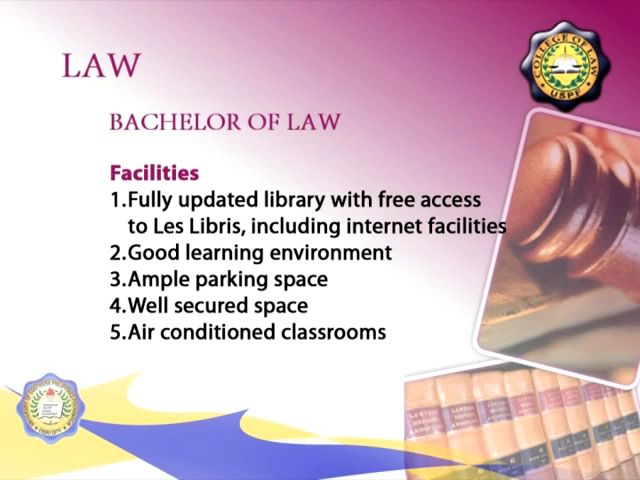 LAW
COLLEGE OF LAW
USPF
BACHELOR OF LAW
Facilities
1.Fully updated library with free access
to Les Libris, including internet facilities
2.Good learning environment
3.Ample parking space
4.Well secured space
5.Air conditioned classrooms